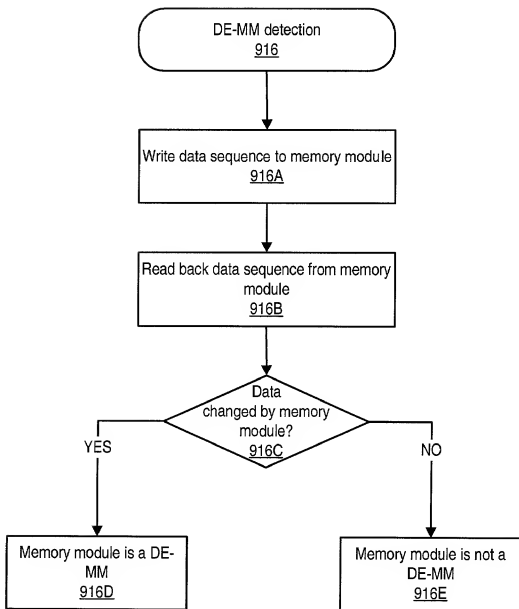 DE-MM detection
916
Write data sequence to memory module
916A
Read back data sequence from memory
module
916B
Data
changed by memory
module?
916C
YES
NO
Memory module is a DE-
MM
916D
Memory module is not a
DE-MM
916E